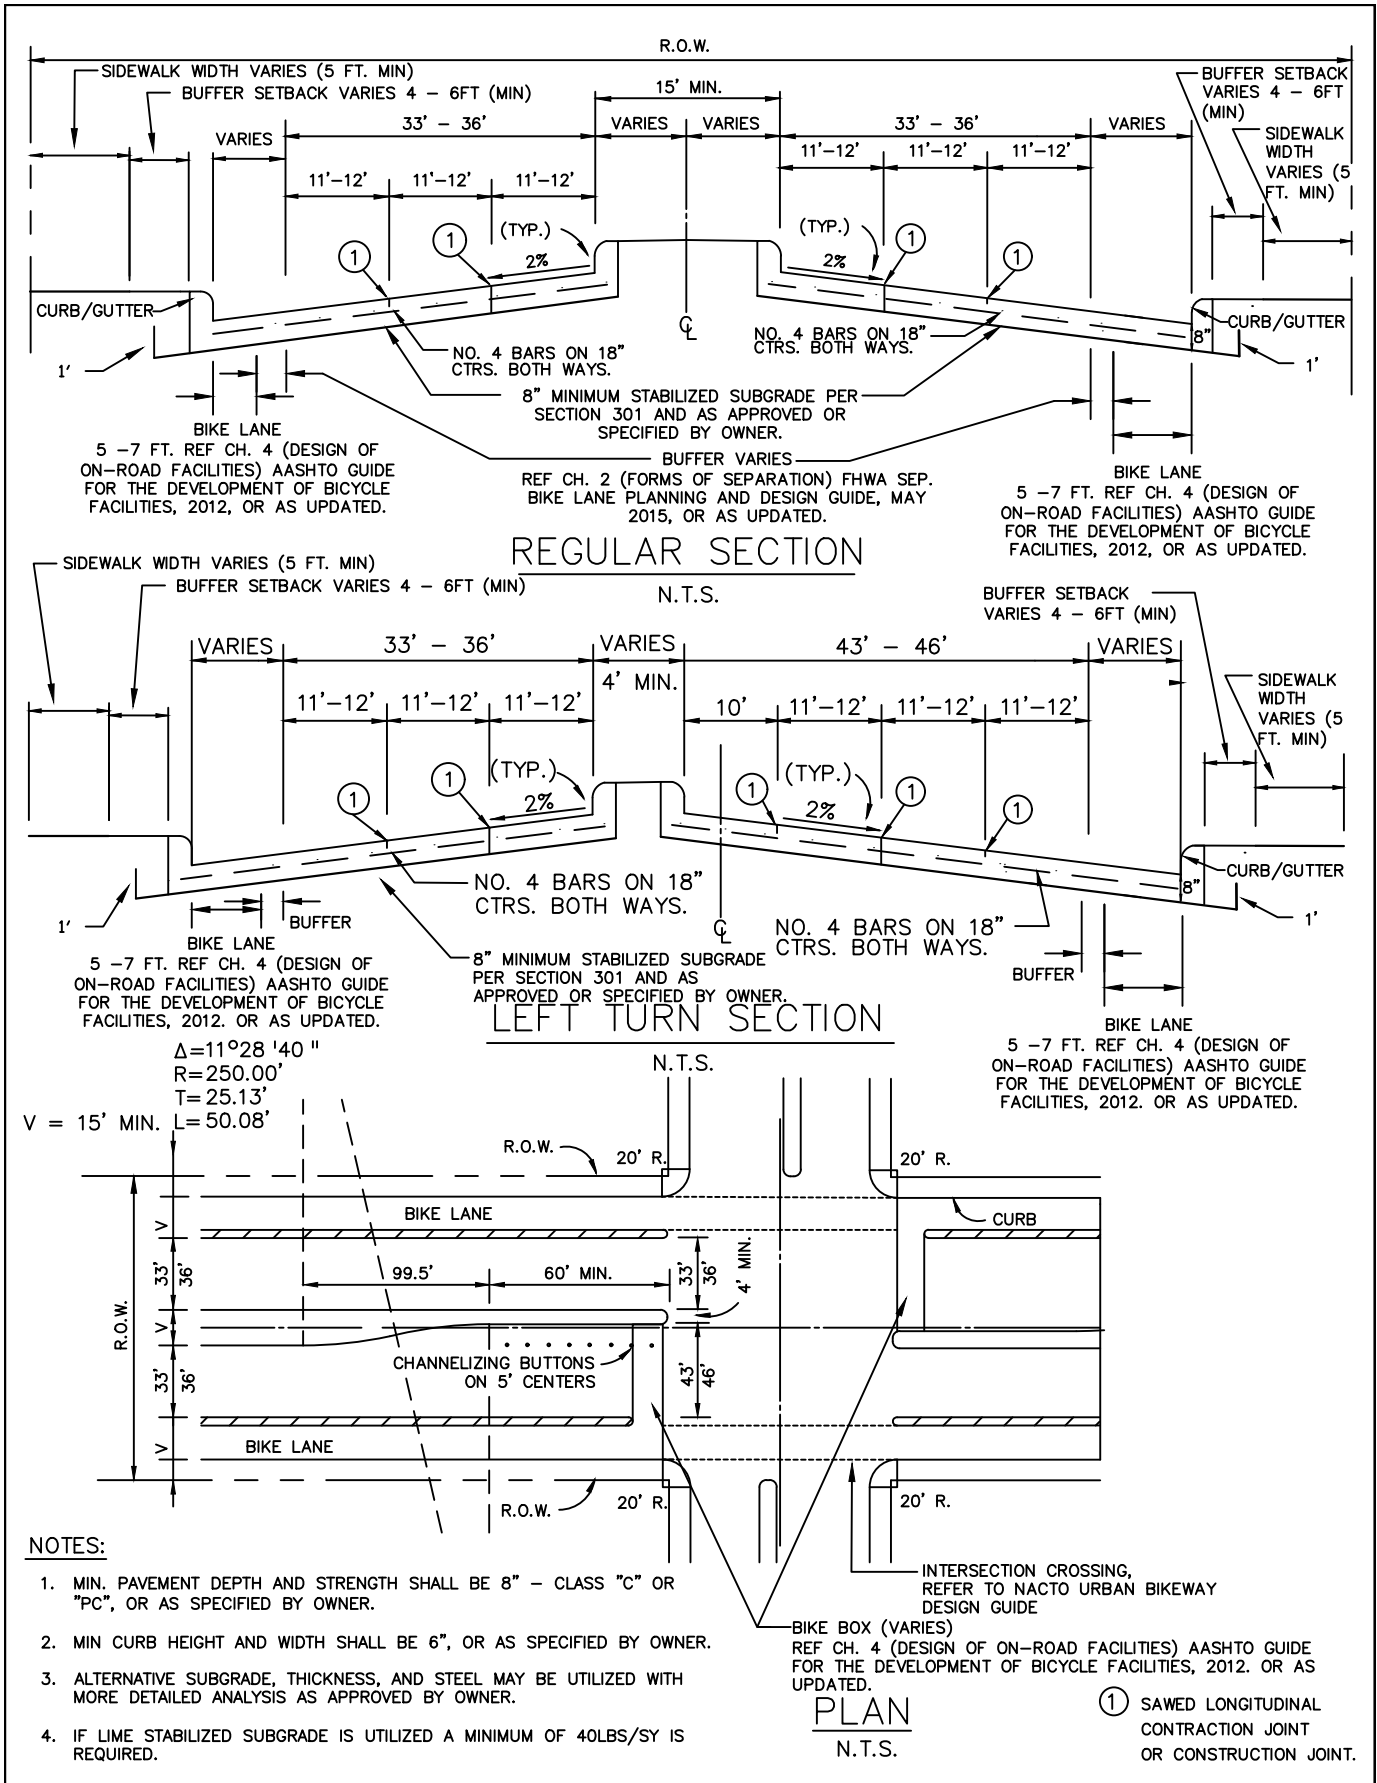 R.O.W.
SIDEWALK WIDTH VARIES (5 FT. MIN)
BUFFER SETBACK VARIES 4 – 6FT (MIN)
15' MIN.
BUFFER SETBACK
VARIES 4 – 6FT
(MIN)
SIDEWALK
WIDTH
VARIES (5
FT. MIN)
VARIES
33' – 36'
VARIES
VARIES
33' – 36'
VARIES
11'–12'
11'–12'
11'–12'
11'–12'
11'–12'
11'–12'
1
1
(TYP.)
2%
(TYP.)
2%
1
1
CURB/GUTTER
1'
NO. 4 BARS ON 18"
CTRS. BOTH WAYS.
℄
NO. 4 BARS ON 18"
CTRS. BOTH WAYS.
8"
CURB/GUTTER
1'
8" MINIMUM STABILIZED SUBGRADE PER
SECTION 301 AND AS APPROVED OR
SPECIFIED BY OWNER.
BIKE LANE
5 –7 FT. REF CH. 4 (DESIGN OF
ON–ROAD FACILITIES) AASHTO GUIDE
FOR THE DEVELOPMENT OF BICYCLE
FACILITIES, 2012, OR AS UPDATED.
BUFFER VARIES
REF CH. 2 (FORMS OF SEPARATION) FHWA SEP.
BIKE LANE PLANNING AND DESIGN GUIDE, MAY
2015, OR AS UPDATED.
BIKE LANE
5 –7 FT. REF CH. 4 (DESIGN OF
ON–ROAD FACILITIES) AASHTO GUIDE
FOR THE DEVELOPMENT OF BICYCLE
FACILITIES, 2012, OR AS UPDATED.
REGULAR SECTION
N.T.S.
SIDEWALK WIDTH VARIES (5 FT. MIN)
BUFFER SETBACK VARIES 4 – 6FT (MIN)
BUFFER SETBACK
VARIES 4 – 6FT (MIN)
VARIES
33' – 36'
VARIES
4' MIN.
43' – 46'
VARIES
SIDEWALK
WIDTH
VARIES (5
FT. MIN)
11'–12'
11'–12'
11'–12'
10'
11'–12'
11'–12'
11'–12'
1
1
(TYP.)
2%
1
(TYP.)
2%
1
1
1'
NO. 4 BARS ON 18"
CTRS. BOTH WAYS.
℄
NO. 4 BARS ON 18"
CTRS. BOTH WAYS.
8"
CURB/GUTTER
1'
BUFFER
BUFFER
BIKE LANE
5 –7 FT. REF CH. 4 (DESIGN OF
ON–ROAD FACILITIES) AASHTO GUIDE
FOR THE DEVELOPMENT OF BICYCLE
FACILITIES, 2012. OR AS UPDATED.
8" MINIMUM STABILIZED SUBGRADE
PER SECTION 301 AND AS
APPROVED OR SPECIFIED BY OWNER.
BIKE LANE
5 –7 FT. REF CH. 4 (DESIGN OF
ON–ROAD FACILITIES) AASHTO GUIDE
FOR THE DEVELOPMENT OF BICYCLE
FACILITIES, 2012. OR AS UPDATED.
LEFT TURN SECTION
N.T.S.
Δ=11°28 '40 "
R=250.00'
T=25.13'
V = 15' MIN. L=50.08'
R.O.W.
20' R.
20' R.
BIKE LANE
CURB
V
33'
36'
V
33'
36'
V
R.O.W.
99.5'
60' MIN.
33'
36'
4' MIN.
43'
46'
CHANNELIZING BUTTONS
ON 5' CENTERS
BIKE LANE
R.O.W.
20' R.
20' R.
INTERSECTION CROSSING,
REFER TO NACTO URBAN BIKEWAY
DESIGN GUIDE
BIKE BOX (VARIES)
REF CH. 4 (DESIGN OF ON–ROAD FACILITIES) AASHTO GUIDE
FOR THE DEVELOPMENT OF BICYCLE FACILITIES, 2012. OR AS
UPDATED.
PLAN
N.T.S.
1 SAWED LONGITUDINAL
CONTRACTION JOINT
OR CONSTRUCTION JOINT.
NOTES:
1. MIN. PAVEMENT DEPTH AND STRENGTH SHALL BE 8" – CLASS "C" OR
"PC", OR AS SPECIFIED BY OWNER.
2. MIN CURB HEIGHT AND WIDTH SHALL BE 6", OR AS SPECIFIED BY OWNER.
3. ALTERNATIVE SUBGRADE, THICKNESS, AND STEEL MAY BE UTILIZED WITH
MORE DETAILED ANALYSIS AS APPROVED BY OWNER.
4. IF LIME STABILIZED SUBGRADE IS UTILIZED A MINIMUM OF 40LBS/SY IS
REQUIRED.